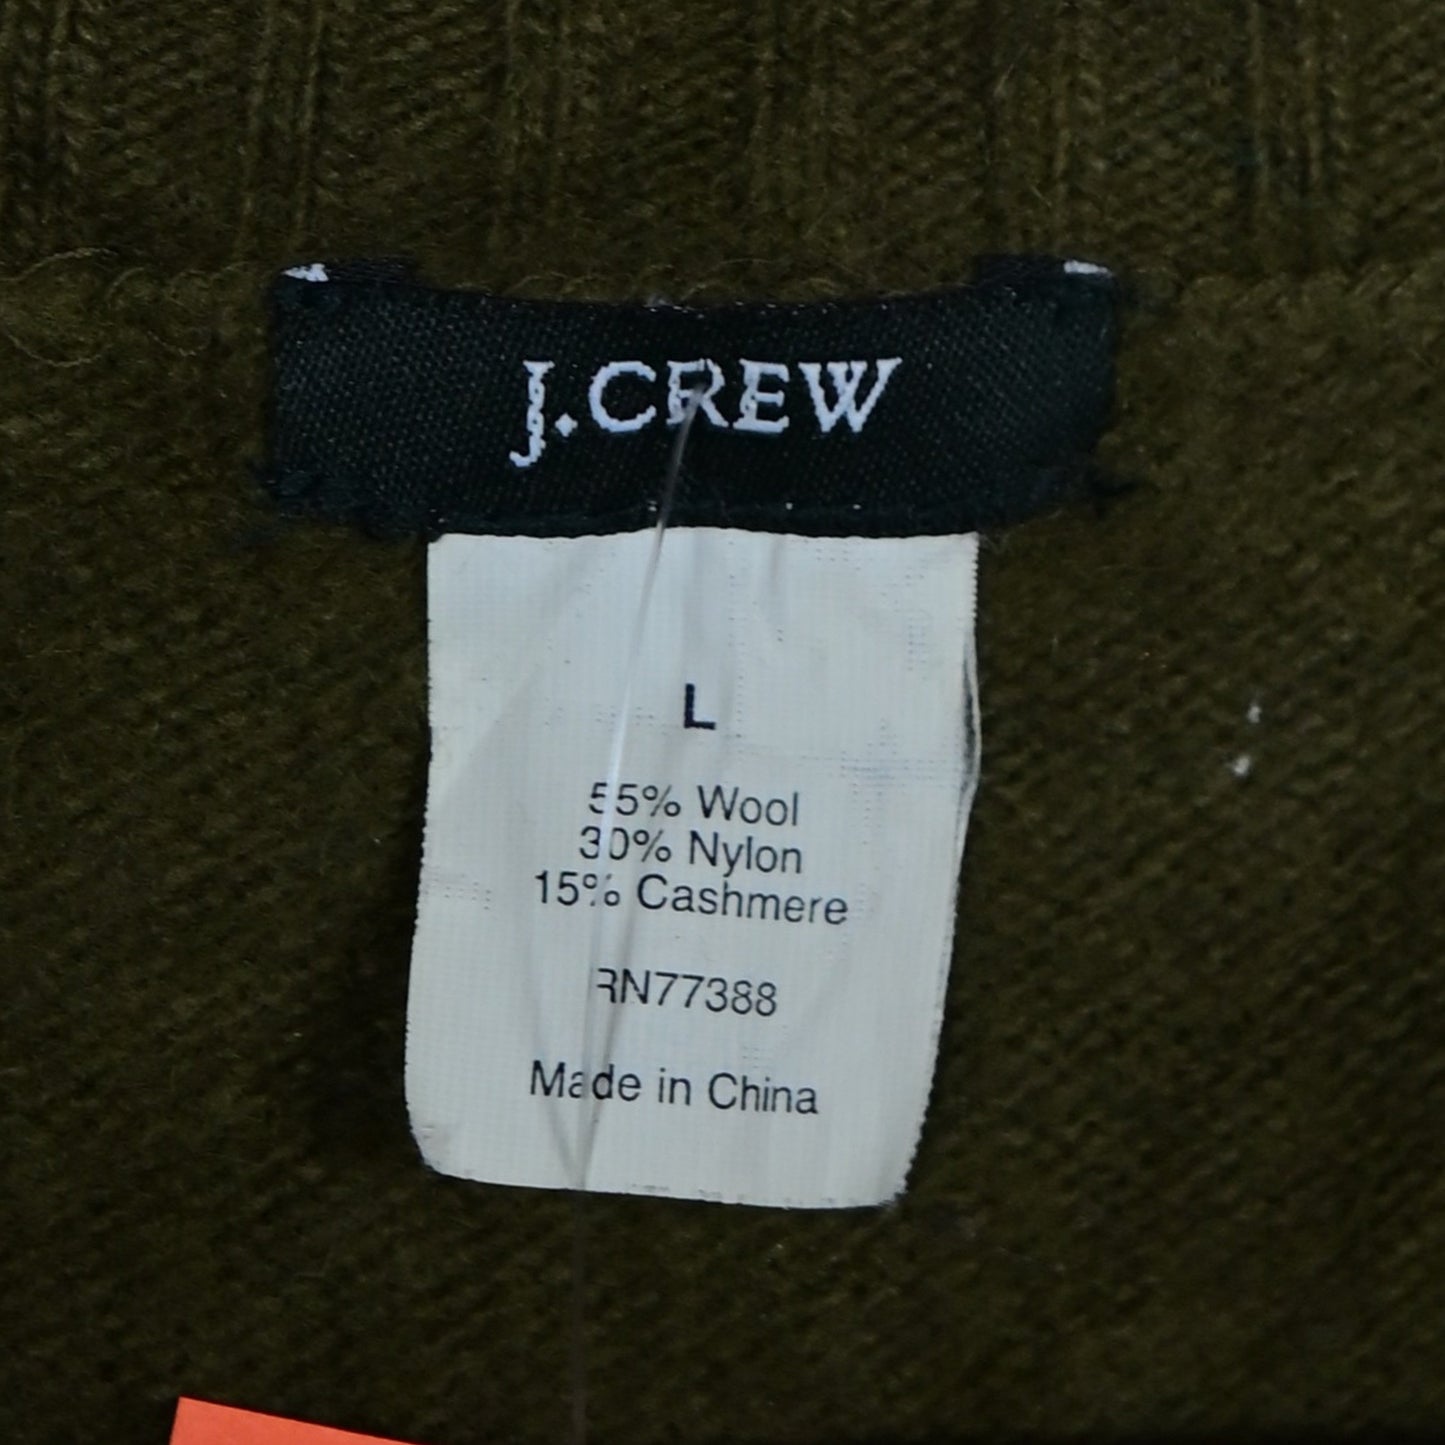 J.CREW
L
55% Wool
30% Nylon
15% Cashmere
RN77388
Made in China